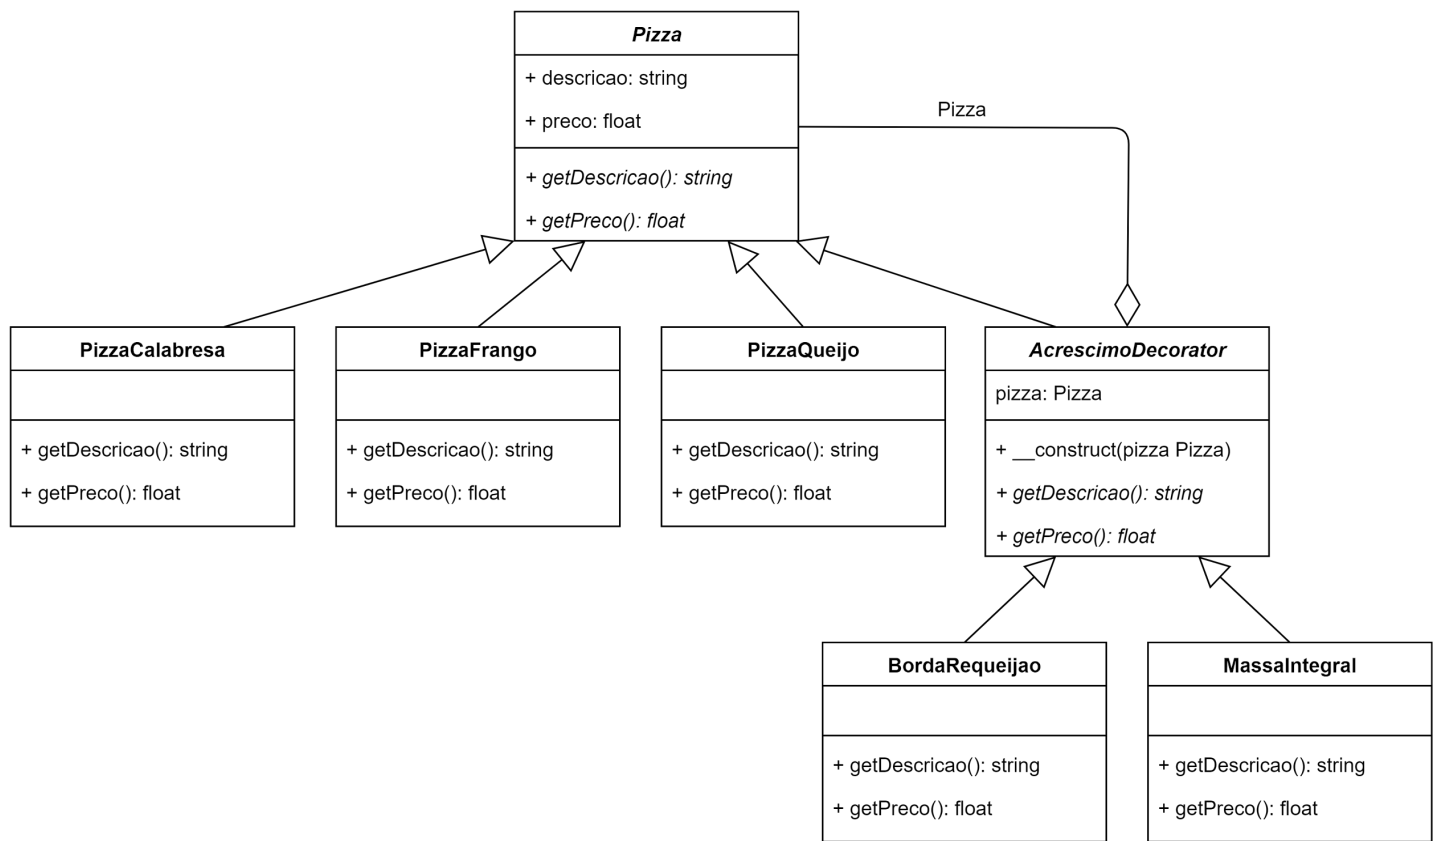 Pizza
+ descricao: string
+ preco: float
+ getDescricao(): string
+ getPreco(): float
Pizza
PizzaCalabresa
+ getDescricao(): string
+ getPreco(): float
PizzaFrango
+ getDescricao(): string
+ getPreco(): float
PizzaQueijo
+ getDescricao(): string
+ getPreco(): float
AcrescimoDecorator
pizza: Pizza
+ __construct(pizza Pizza)
+ getDescricao(): string
+ getPreco(): float
BordaRequeijao
+ getDescricao(): string
+ getPreco(): float
MassaIntegral
+ getDescricao(): string
+ getPreco(): float